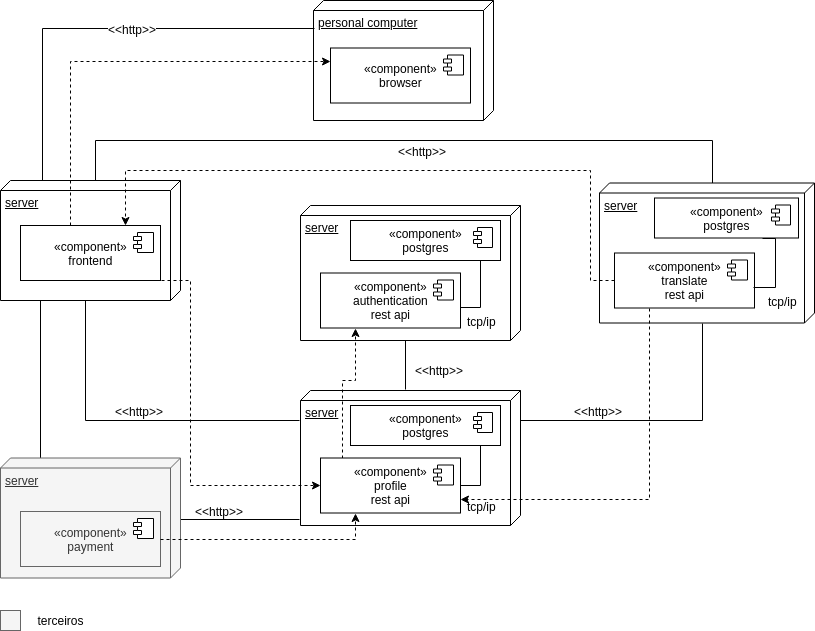 personal computer
<<http>>
«component»
browser
<<http>>
server
«component»
frontend
server
«component»
postgres
«component»
authentication
rest api
tcp/ip
server
«component»
postgres
«component»
translate
rest api
tcp/ip
<<http>>
<<http>>
<<http>>
server
«component»
postgres
«component»
profile
rest api
tcp/ip
server
<<http>>
«component»
payment
terceiros